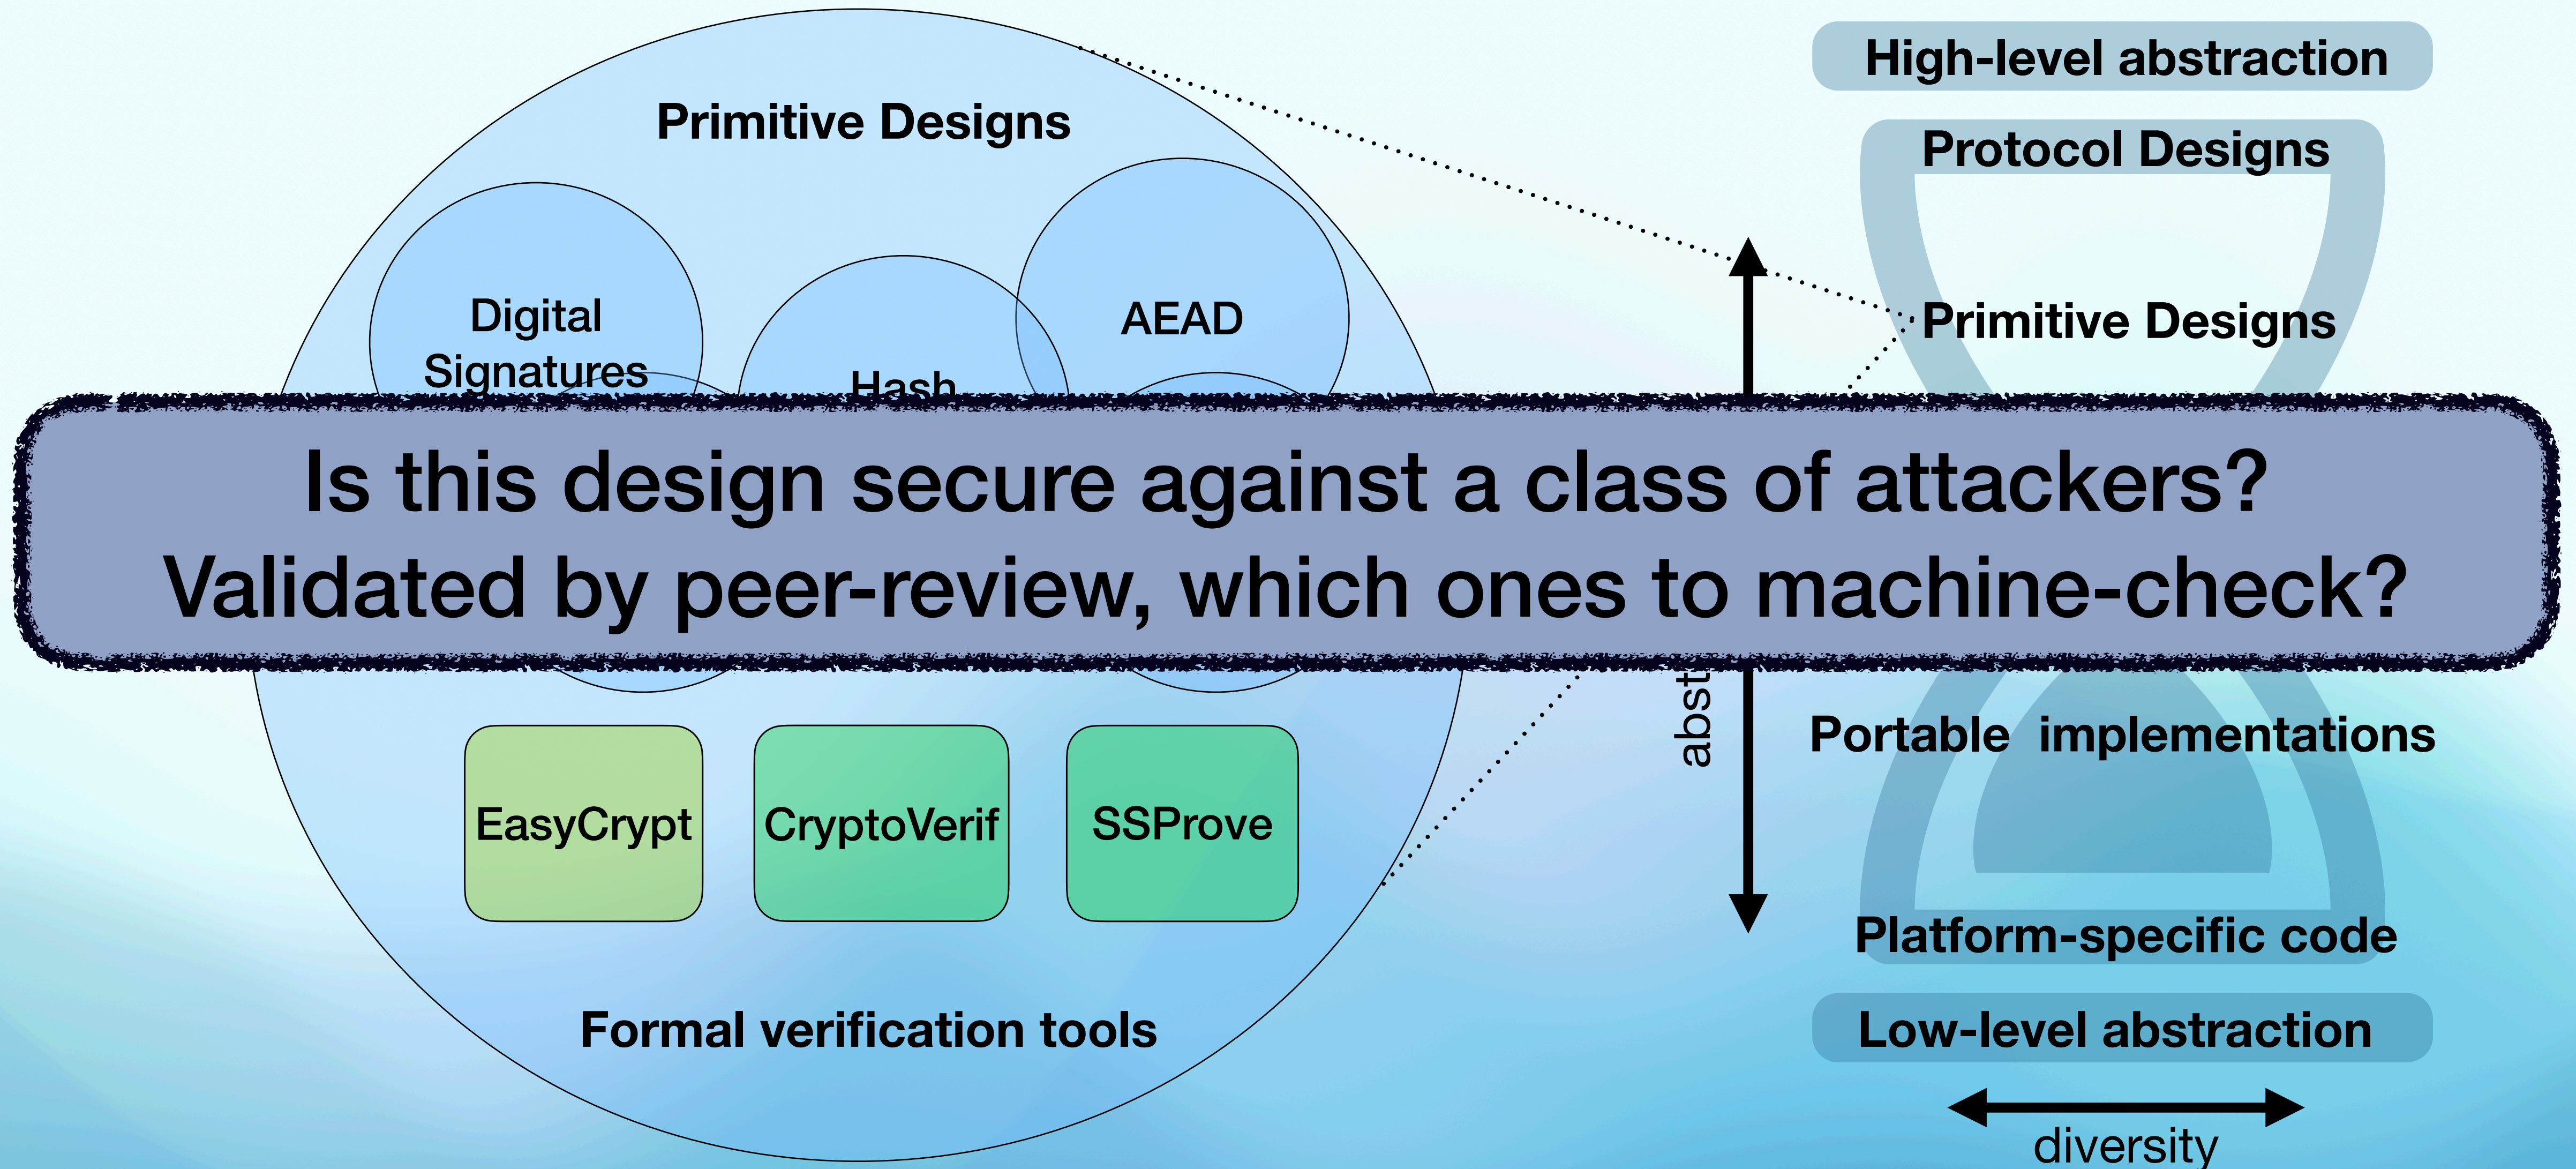 Primitive Designs
Digital
Signatures
Hash
AEAD
Is this design secure against a class of attackers?
Validated by peer-review, which ones to machine-check?
EasyCrypt
CryptoVerif
SSProve
Formal verification tools
High-level abstraction
Protocol Designs
Primitive Designs
abst
Portable implementations
Platform-specific code
Low-level abstraction
diversity